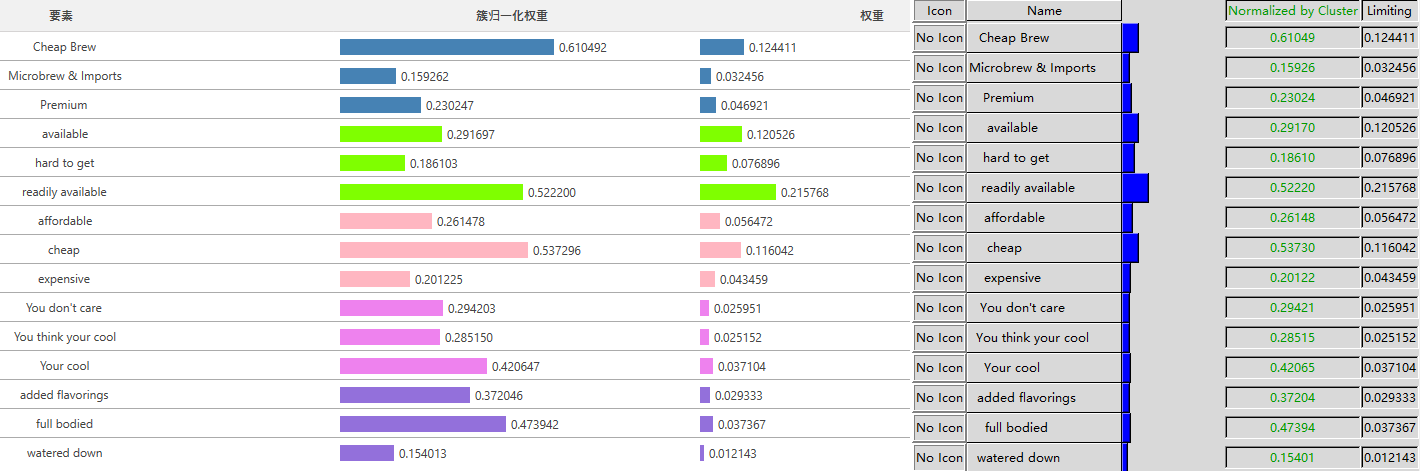 要素 簇归一化权重 权重 Icon Name Normalized by Cluster Limiting
Cheap Brew 0.610492 0.124411 No Icon Cheap Brew 0.61049 0.124411
Microbrew & Imports 0.159262 0.032456 No Icon Microbrew & Imports 0.15926 0.032456
Premium 0.230247 0.046921 No Icon Premium 0.23024 0.046921
available 0.291697 0.120526 No Icon available 0.29170 0.120526
hard to get 0.186103 0.076896 No Icon hard to get 0.18610 0.076896
readily available 0.522200 0.215768 No Icon readily available 0.52220 0.215768
affordable 0.261478 0.056472 No Icon affordable 0.26148 0.056472
cheap 0.537296 0.116042 No Icon cheap 0.53730 0.116042
expensive 0.201225 0.043459 No Icon expensive 0.20122 0.043459
You don't care 0.294203 0.025951 No Icon You don't care 0.29421 0.025951
You think your cool 0.285150 0.025152 No Icon You think your cool 0.28515 0.025152
Your cool 0.420647 0.037104 No Icon Your cool 0.42065 0.037104
added flavorings 0.372046 0.029333 No Icon added flavorings 0.37204 0.029333
full bodied 0.473942 0.037367 No Icon full bodied 0.47394 0.037367
watered down 0.154013 0.012143 No Icon watered down 0.15401 0.012143